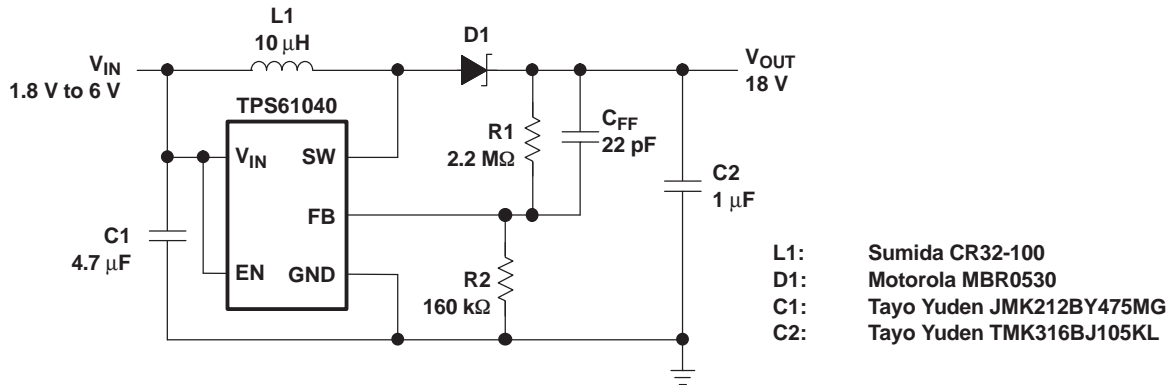 L1
10 μH
D1
VIN
1.8 V to 6 V
VOUT
18 V
TPS61040
VIN
SW
FB
EN
GND
R1
2.2 MΩ
CFF
22 pF
C2
1 μF
C1
4.7 μF
R2
160 kΩ
L1: Sumida CR32-100
D1: Motorola MBR0530
C1: Tayo Yuden JMK212BY475MG
C2: Tayo Yuden TMK316BJ105KL